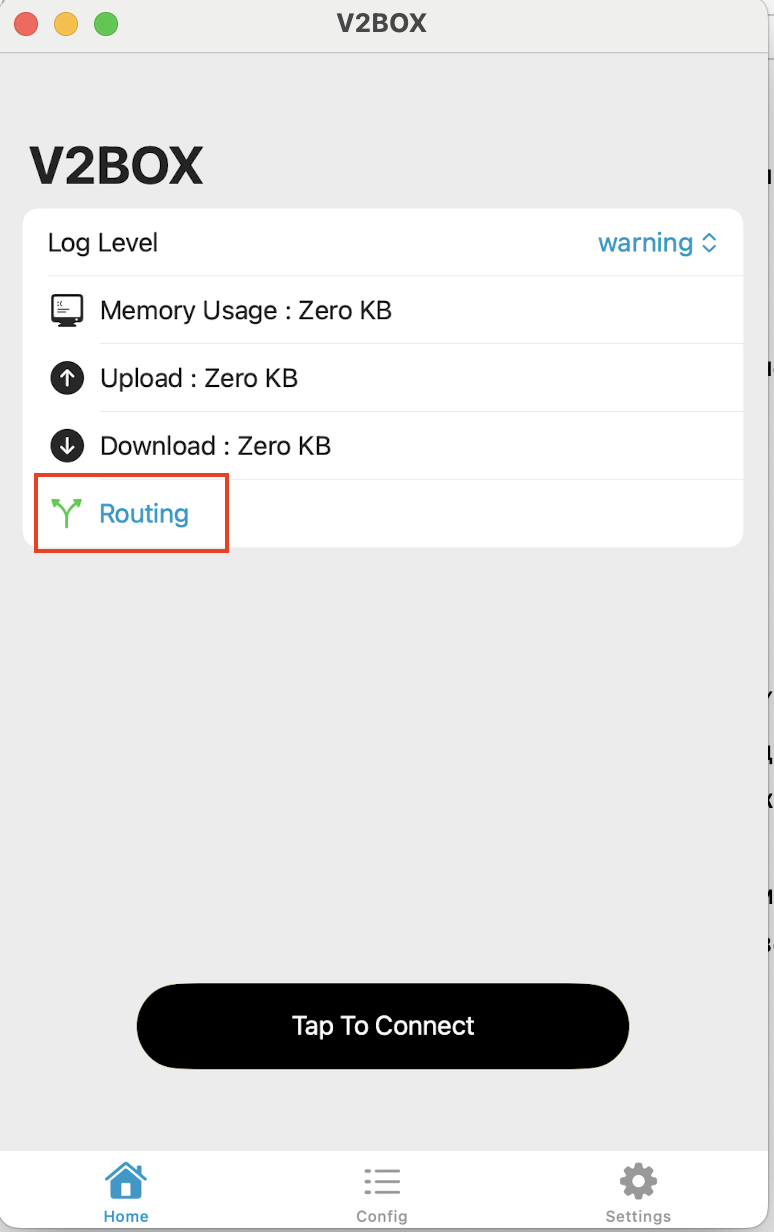 V2BOX
V2BOX
Log Level warning
Memory Usage : Zero KB
Upload : Zero KB
Download : Zero KB
Routing
Tap To Connect
Home Config Settings